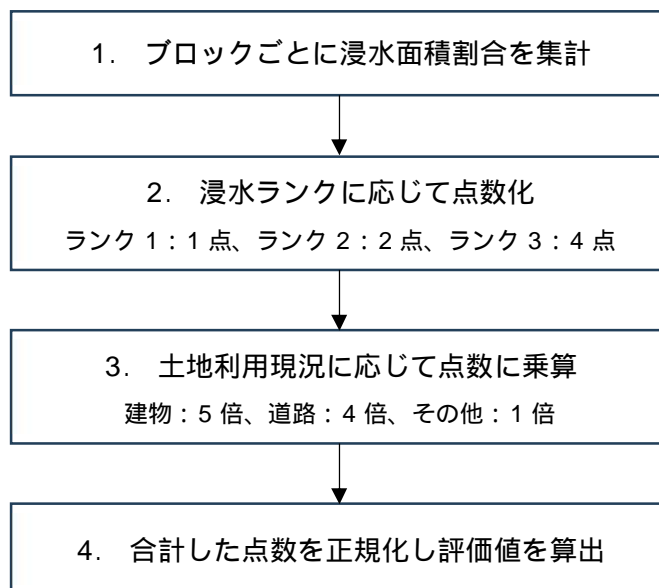 1. ブロックごとに浸水面積割合を集計
2. 浸水ランクに応じて点数化
ランク 1：1 点、ランク 2：2 点、ランク 3：4 点
3. 土地利用現況に応じて点数に乗算
建物：5 倍、道路：4 倍、その他：1 倍
4. 合計した点数を正規化し評価値を算出